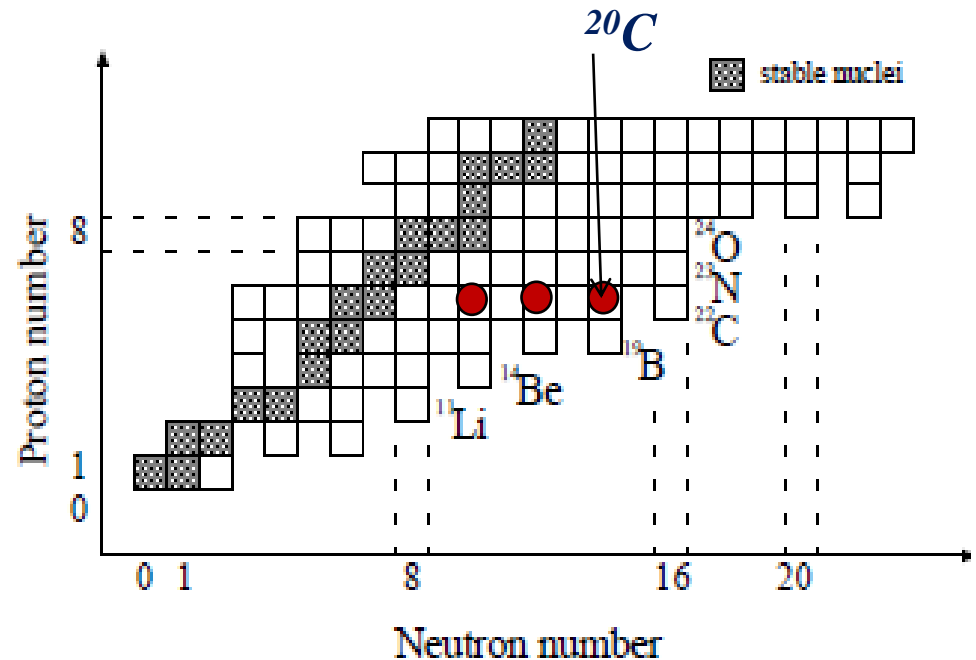 ²⁰C
stable nuclei
Proton number
8
1
0
²⁴O
²³N
²²C
¹⁹B
¹⁴Be
¹¹Li
0 1 8 16 20
Neutron number